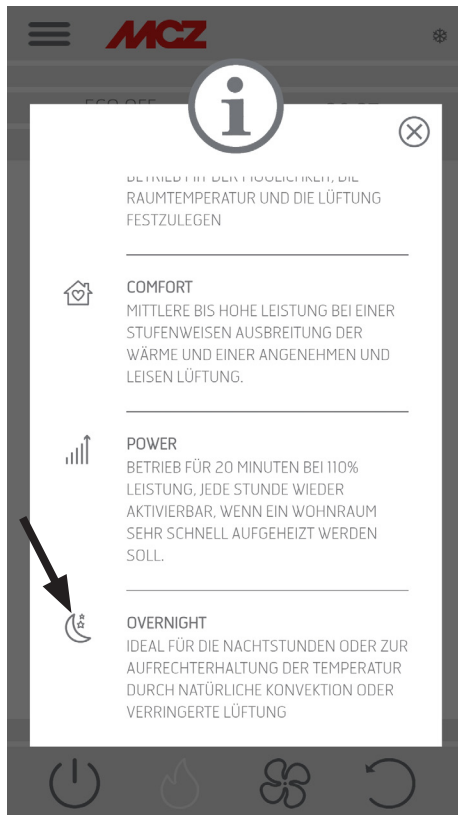 MCZ
BETRIEB MIT DER MÖGLICHKEIT, DIE
RAUMTEMPERATUR UND DIE LÜFTUNG
FESTZULEGEN
COMFORT
MITTLERE BIS HOHE LEISTUNG BEI EINER
STUFENWEISEN AUSBREITUNG DER
WÄRME UND EINER ANGENEHMEN UND
LEISEN LÜFTUNG.
POWER
BETRIEB FÜR 20 MINUTEN BEI 110%
LEISTUNG, JEDE STUNDE WIEDER
AKTIVIERBAR, WENN EIN WOHNRAUM
SEHR SCHNELL AUFGEHEIZT WERDEN
SOLL.
OVERNIGHT
IDEAL FÜR DIE NACHTSTUNDEN ODER ZUR
AUFRECHTERHALTUNG DER TEMPERATUR
DURCH NATÜRLICHE KONVEKTION ODER
VERRINGERTE LÜFTUNG